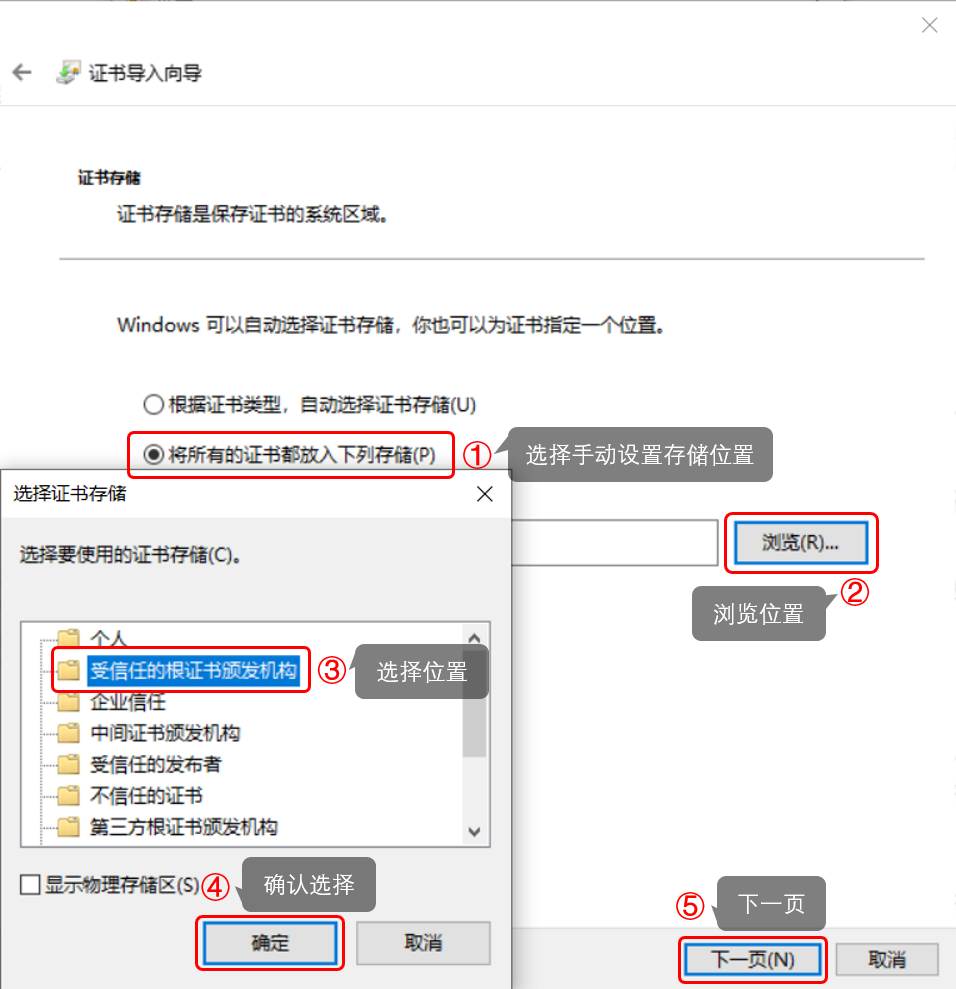 证书导入向导
证书存储
证书存储是保存证书的系统区域。
Windows 可以自动选择证书存储，你也可以为证书指定一个位置。
根据证书类型，自动选择证书存储(U)
将所有的证书都放入下列存储(P)
① 选择手动设置存储位置
选择证书存储
选择要使用的证书存储(C)。
浏览(R)...
② 浏览位置
个人
受信任的根证书颁发机构
③ 选择位置
企业信任
中间证书颁发机构
受信任的发布者
不信任的证书
第三方根证书颁发机构
显示物理存储区(S)
④ 确认选择
确定
取消
⑤ 下一页
下一页(N)
取消